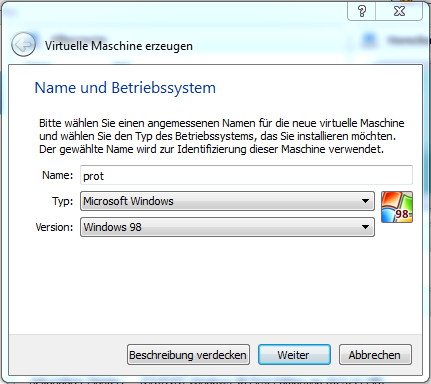 ?
Virtuelle Maschine erzeugen
Name und Betriebssystem
Bitte wählen Sie einen angemessenen Namen für die neue virtuelle Maschine
und wählen Sie den Typ des Betriebssystems, das Sie installieren möchten.
Der gewählte Name wird zur Identifizierung dieser Maschine verwendet.
Name: prot
Typ: Microsoft Windows
98
Version: Windows 98
Beschreibung verdecken Weiter Abbrechen